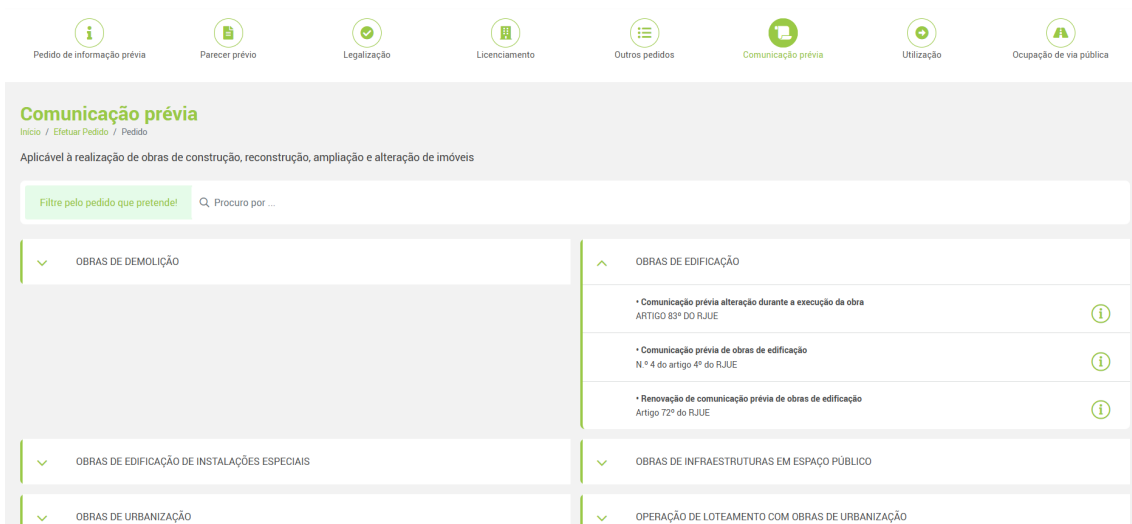 Pedido de informação prévia
Parecer prévio
Legalização
Licenciamento
Outros pedidos
Comunicação prévia
Utilização
Ocupação de via pública
Comunicação prévia
Início / Efetuar Pedido / Pedido
Aplicável à realização de obras de construção, reconstrução, ampliação e alteração de imóveis
Filtre pelo pedido que pretende!
Procuro por ...
OBRAS DE DEMOLIÇÃO
OBRAS DE EDIFICAÇÃO
• Comunicação prévia alteração durante a execução da obra
ARTIGO 83º DO RJUE
• Comunicação prévia de obras de edificação
N.º 4 do artigo 4º do RJUE
• Renovação de comunicação prévia de obras de edificação
Artigo 72º do RJUE
OBRAS DE EDIFICAÇÃO DE INSTALAÇÕES ESPECIAIS
OBRAS DE INFRAESTRUTURAS EM ESPAÇO PÚBLICO
OBRAS DE URBANIZAÇÃO
OPERAÇÃO DE LOTEAMENTO COM OBRAS DE URBANIZAÇÃO